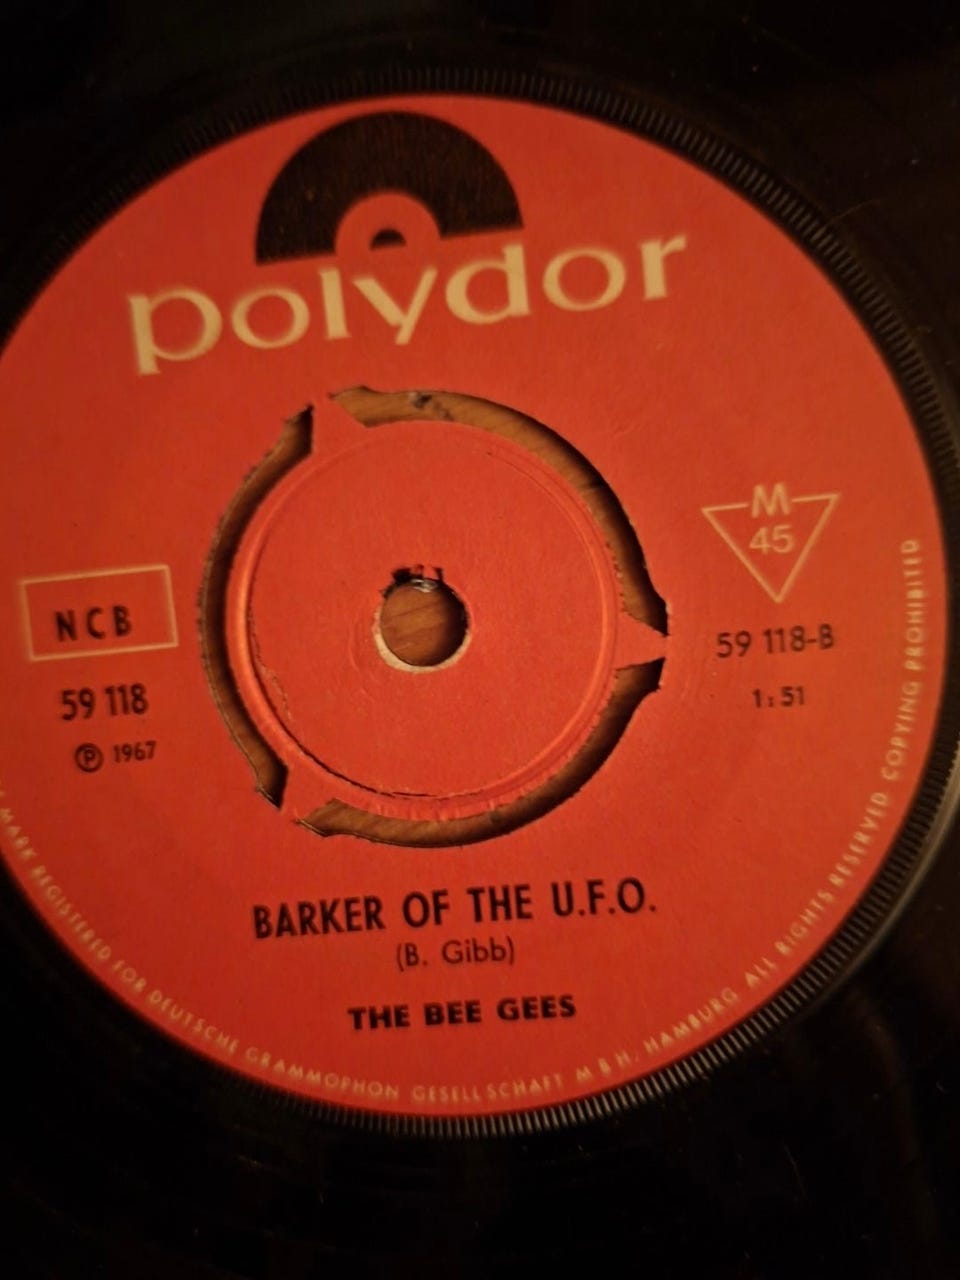 polydor
M
45
NCB
59 118
Ⓟ 1967
59 118-B
1:51
BARKER OF THE U.F.O.
(B. Gibb)
THE BEE GEES
MARK REGISTERED FOR DEUTSCHE GRAMMOPHON GESELLSCHAFT M B H. HAMBURG ALL RIGHTS RESERVED COPYING PROHIBITED